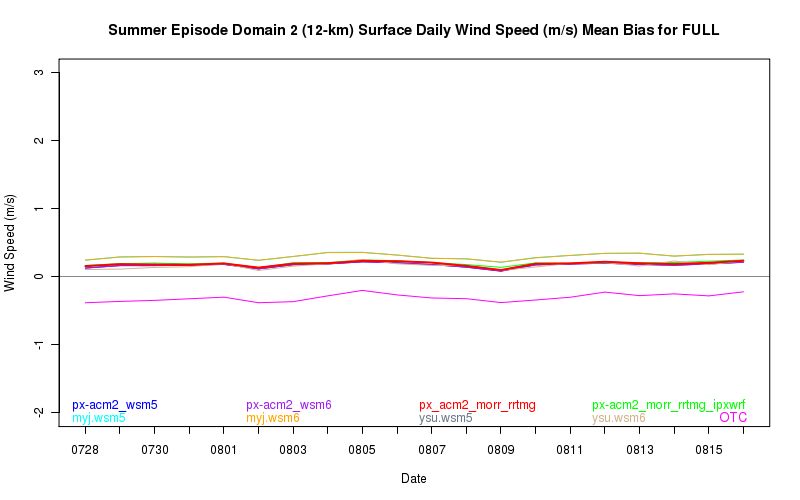 Summer Episode Domain 2 (12-km) Surface Daily Wind Speed (m/s) Mean Bias for FULL
Wind Speed (m/s)
3
2
1
0
-1
-2
px-acm2_wsm5 px-acm2_wsm6 px_acm2_morr_rrtmg px-acm2_morr_rrtmg_ipxwrf
myj.wsm5 myj.wsm6 ysu.wsm5 ysu.wsm6 OTC
0728 0730 0801 0803 0805 0807 0809 0811 0813 0815
Date